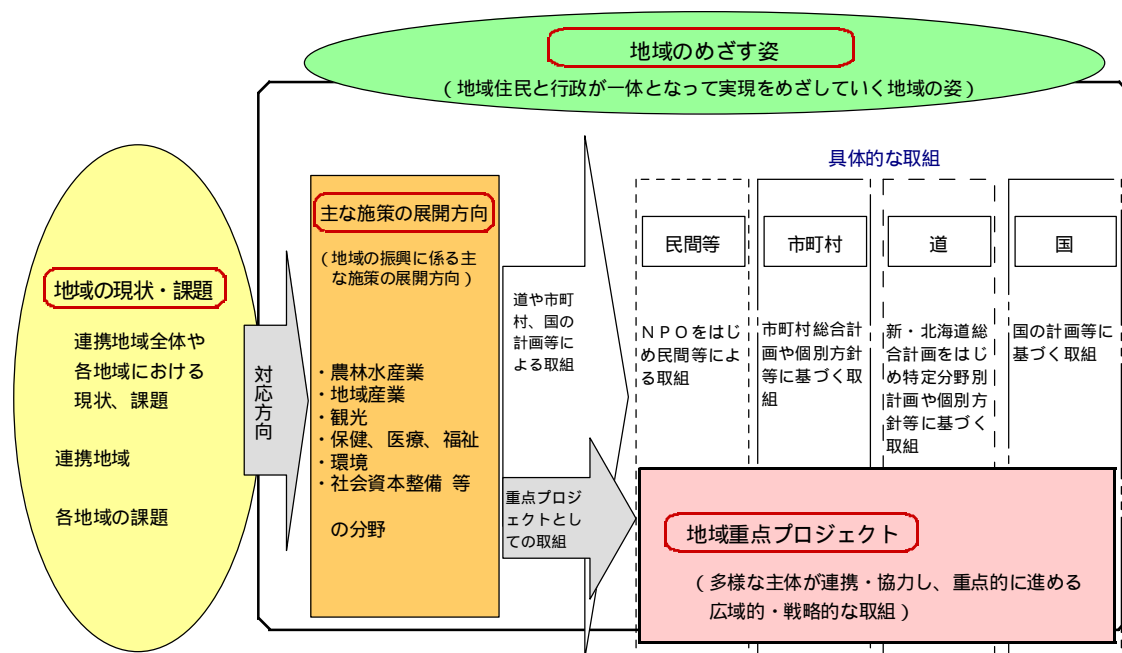 地域のめざす姿
（地域住民と行政が一体となって実現をめざしていく地域の姿）
地域の現状・課題
連携地域全体や
各地域における
現状、課題
連携地域
各地域の課題
対応方向
主な施策の展開方向
（地域の振興に係る主
な施策の展開方向）
・農林水産業
・地域産業
・観光
・保健、医療、福祉
・環境
・社会資本整備 等
の分野
道や市町
村、国の
計画等に
よる取組
重点プロジ
ェクトとし
ての取組
具体的な取組
民間等
ＮＰＯをはじ
め民間等によ
る取組
市町村
市町村総合計
画や個別方針
等に基づく取
組
道
新・北海道総
合計画をはじ
め特定分野別
計画や個別方
針等に基づく
取組
国
国の計画等に
基づく取組
地域重点プロジェクト
（多様な主体が連携・協力し、重点的に進める
広域的・戦略的な取組）